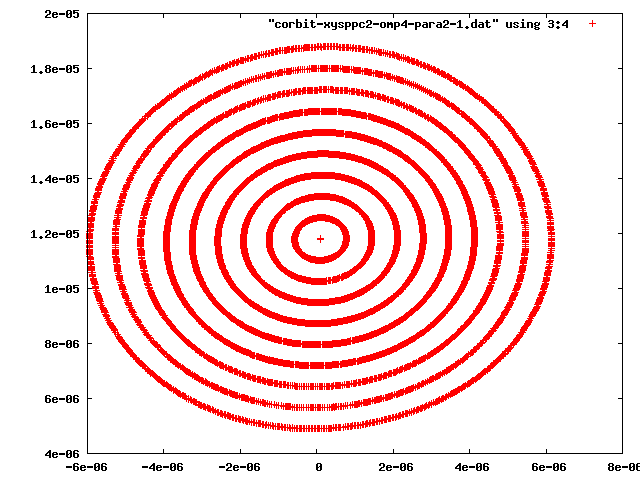 "corbit-xysppc2-omp4-para2-1.dat" using 3:4
2e-05
1.8e-05
1.6e-05
1.4e-05
1.2e-05
1e-05
8e-06
6e-06
4e-06
-6e-06 -4e-06 -2e-06 0 2e-06 4e-06 6e-06 8e-06